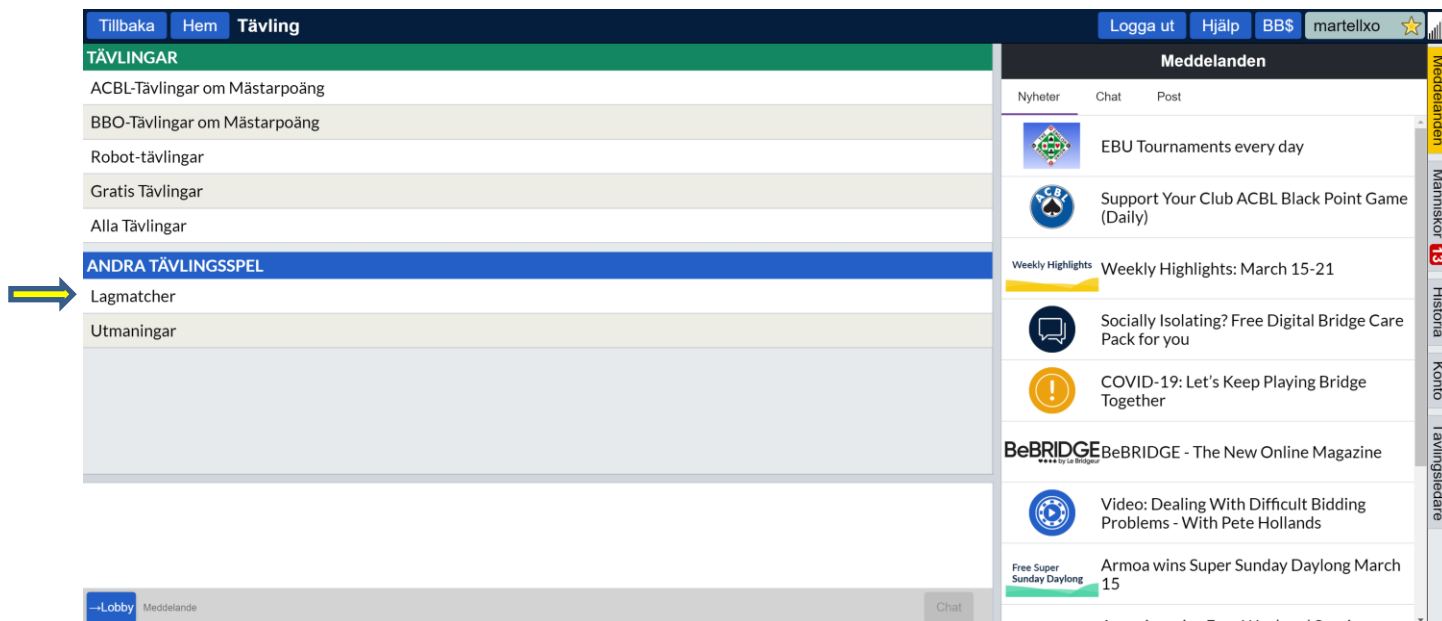 Tillbaka Hem Tävling Logga ut Hjälp BB$ martellxo
TÄVLINGAR
ACBL-Tävlingar om Mästarpoäng
BBO-Tävlingar om Mästarpoäng
Robot-tävlingar
Gratis Tävlingar
Alla Tävlingar
ANDRA TÄVLINGSSPEL
Lagmatcher
Utmaningar
→Lobby Meddelande Chat
Meddelanden
Nyheter Chat Post
EBU Tournaments every day
ACBL
Support Your Club ACBL Black Point Game
(Daily)
Weekly Highlights
Weekly Highlights: March 15-21
Socially Isolating? Free Digital Bridge Care
Pack for you
COVID-19: Let's Keep Playing Bridge
Together
BeBRIDGE
by Le Bridgeur
BeBRIDGE - The New Online Magazine
Video: Dealing With Difficult Bidding
Problems - With Pete Hollands
Free Super
Sunday Daylong
Armoa wins Super Sunday Daylong March
15
Meddelanden
Människor 13
Historia
Konto
Tävlingsledare